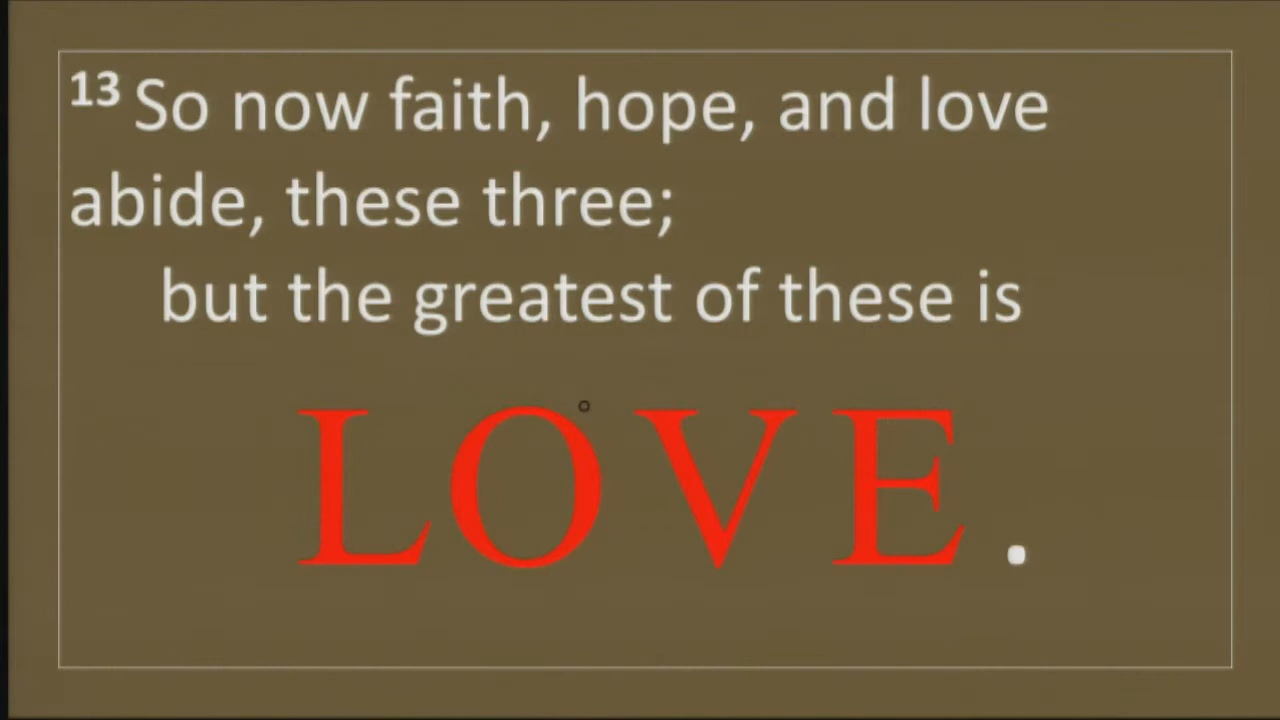 13 So now faith, hope, and love
abide, these three;
but the greatest of these is
LOVE.